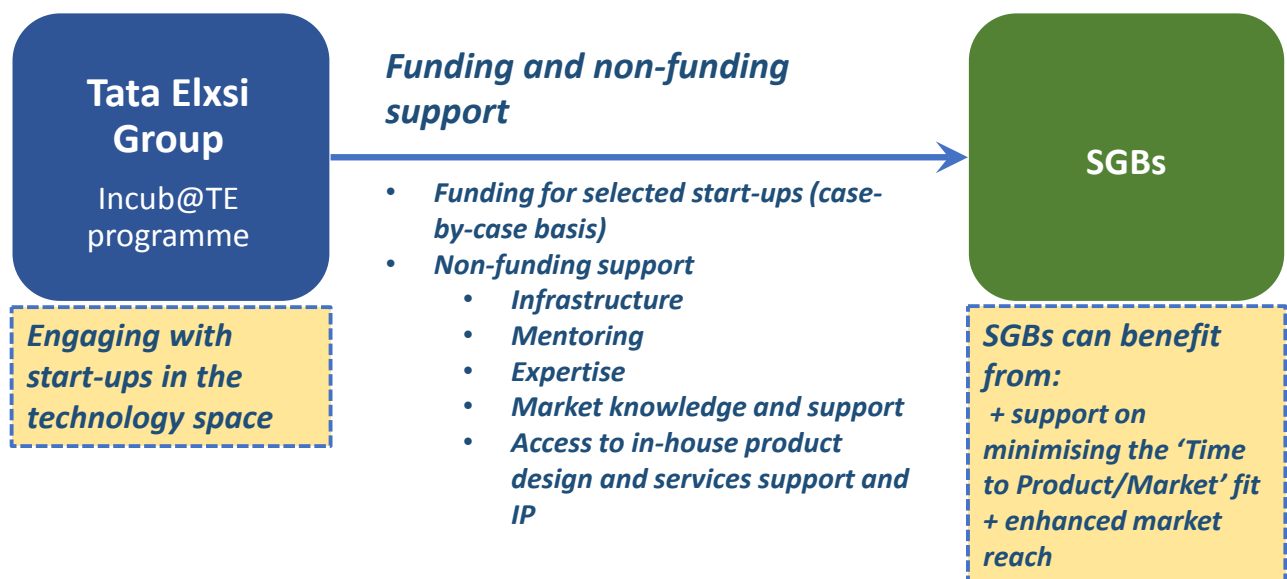 Tata Elxsi
Group
Incub@TE
programme
Engaging with
start-ups in the
technology space
Funding and non-funding
support
• Funding for selected start-ups (case-
by-case basis)
• Non-funding support
• Infrastructure
• Mentoring
• Expertise
• Market knowledge and support
• Access to in-house product
design and services support and
IP
SGBs
SGBs can benefit
from:
+ support on
minimising the ‘Time
to Product/Market’ fit
+ enhanced market
reach